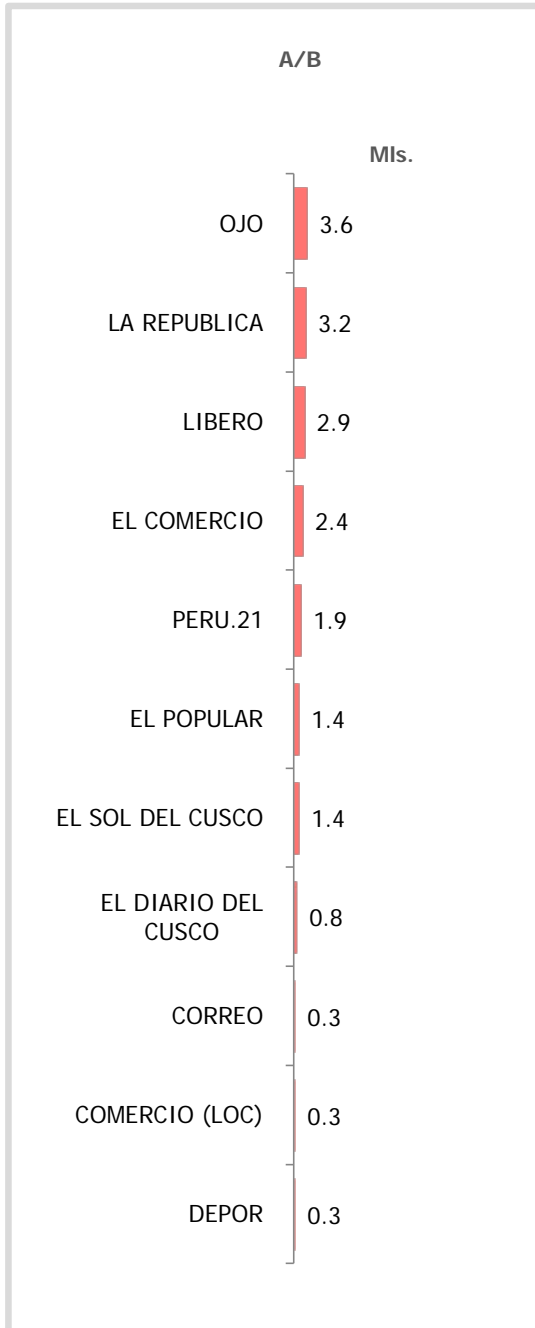 A/B
Mls.
OJO 3.6
LA REPUBLICA 3.2
LIBERO 2.9
EL COMERCIO 2.4
PERU.21 1.9
EL POPULAR 1.4
EL SOL DEL CUSCO 1.4
EL DIARIO DEL
CUSCO 0.8
CORREO 0.3
COMERCIO (LOC) 0.3
DEPOR 0.3